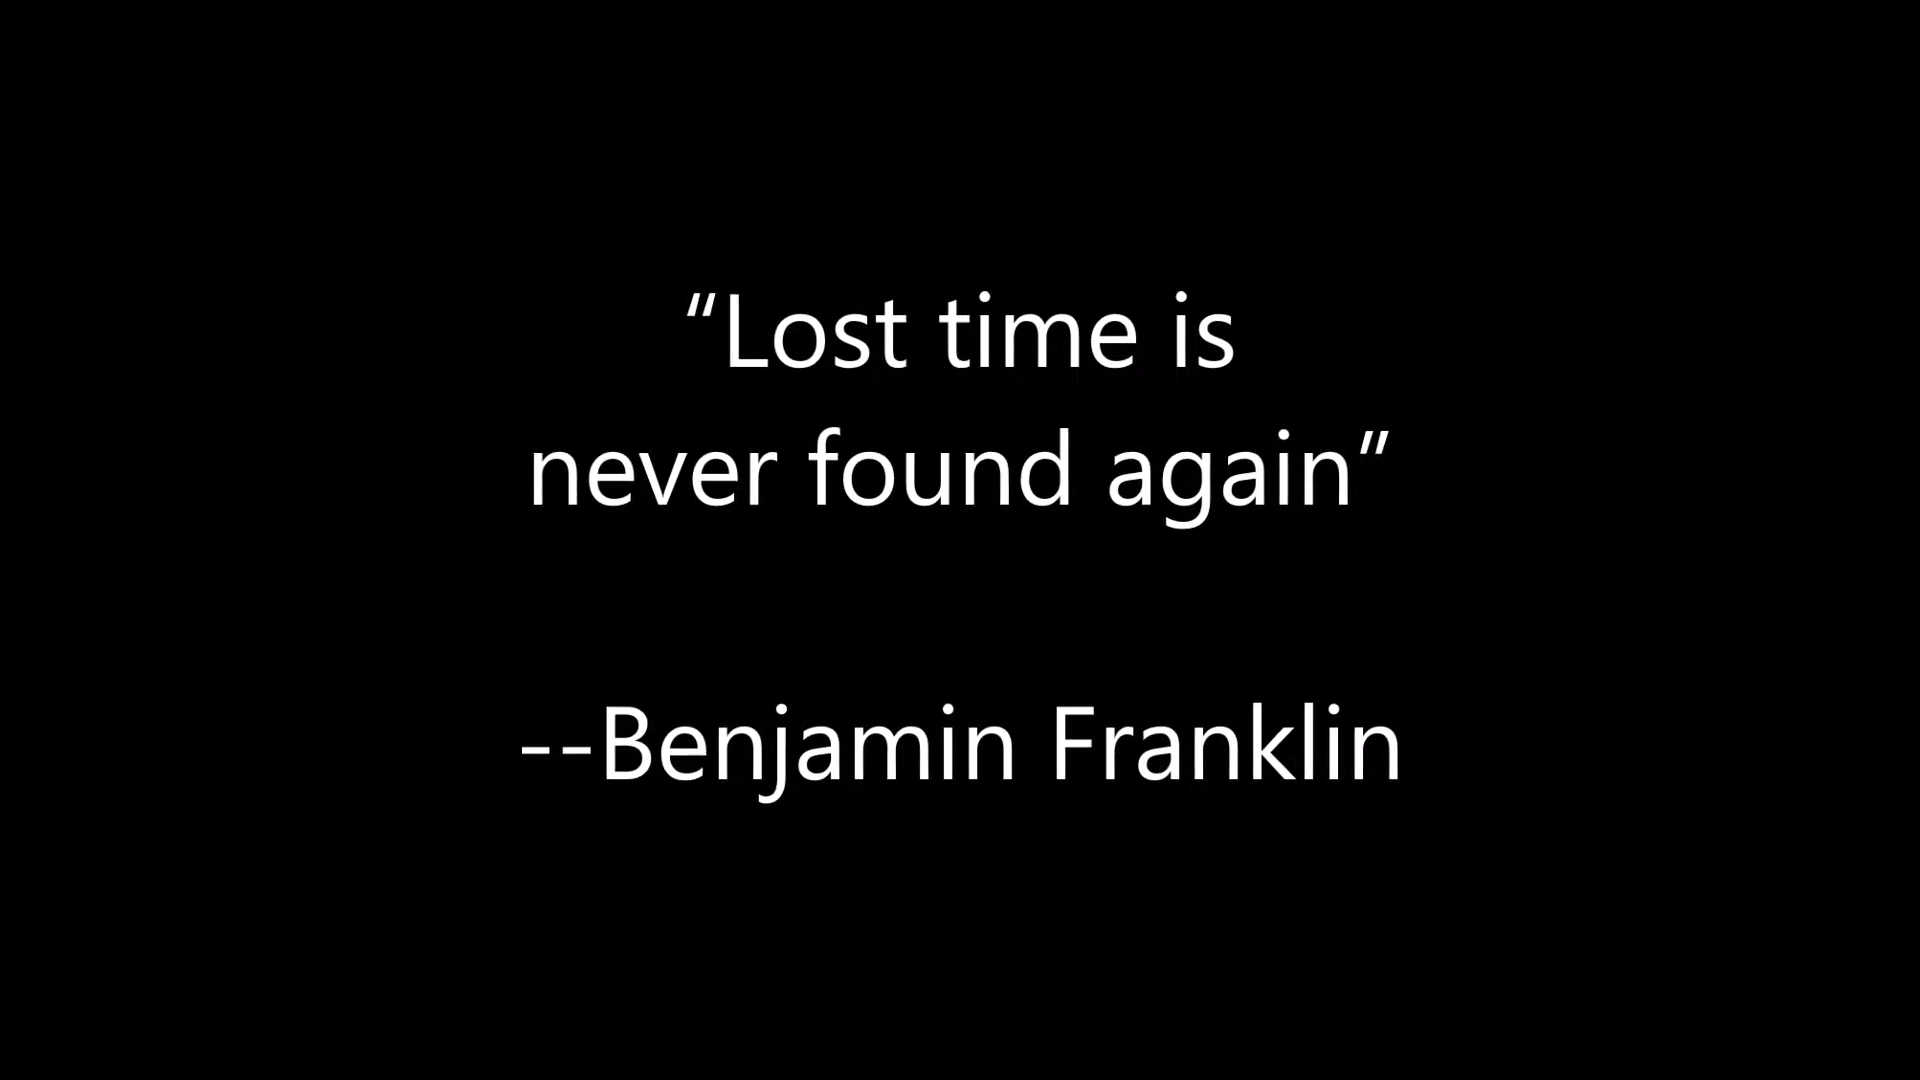 “Lost time is
never found again”
--Benjamin Franklin